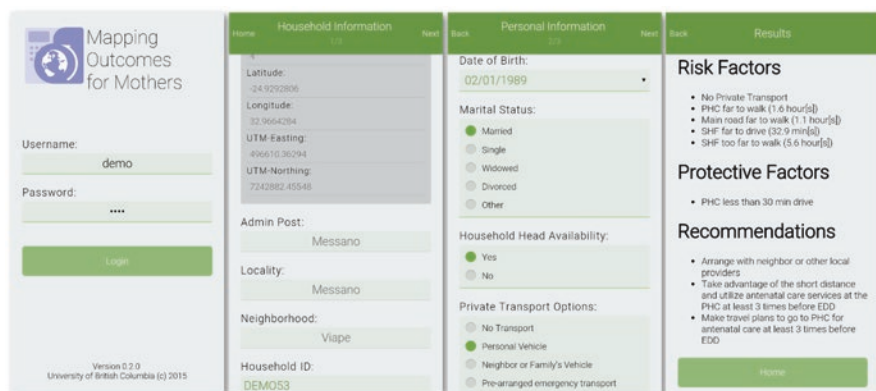 Mapping
Outcomes
for Mothers
Username:
demo
Password:
••••
Login
Version 0.2.0
University of British Columbia (c) 2015
Home
Household Information
1/3
Next
Latitude:
-24.9292806
Longitude:
32.9664264
UTM-Easting:
496610.36294
UTM-Northing:
7242882.45548
Admin Post:
Messano
Locality:
Messano
Neighborhood:
Viape
Household ID:
DEMO53
Back
Personal Information
2/3
Next
Date of Birth:
02/01/1989
Marital Status:
Married
Single
Widowed
Divorced
Other
Household Head Availability:
Yes
No
Private Transport Options:
No Transport
Personal Vehicle
Neighbor or Family's Vehicle
Pre-arranged emergency transport
Back
Results
Risk Factors
• No Private Transport
• PHC far to walk (1.6 hour[s])
• Main road far to walk (1.1 hour[s])
• SHF far to drive (32.9 min[s])
• SHF too far to walk (5.6 hour[s])
Protective Factors
• PHC less than 30 min drive
Recommendations
• Arrange with neighbor or other local
providers
• Take advantage of the short distance
and utilize antenatal care services at the
PHC at least 3 times before EDD
• Make travel plans to go to PHC for
antenatal care at least 3 times before
EDD
Home